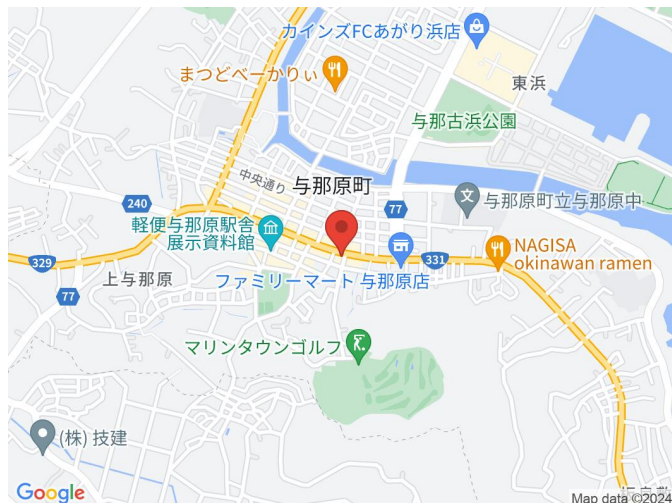 カインズFCあがり浜店
まつどべーかりぃ
東浜
与那古浜公園
中央通り
与那原町
240
77
与那原町立与那原中
軽便与那原駅舎
展示資料館
NAGISA
okinawan ramen
329
上与那原
ファミリーマート 与那原店
331
77
マリンタウンゴルフ
(株) 技建
Google
Map data ©2024